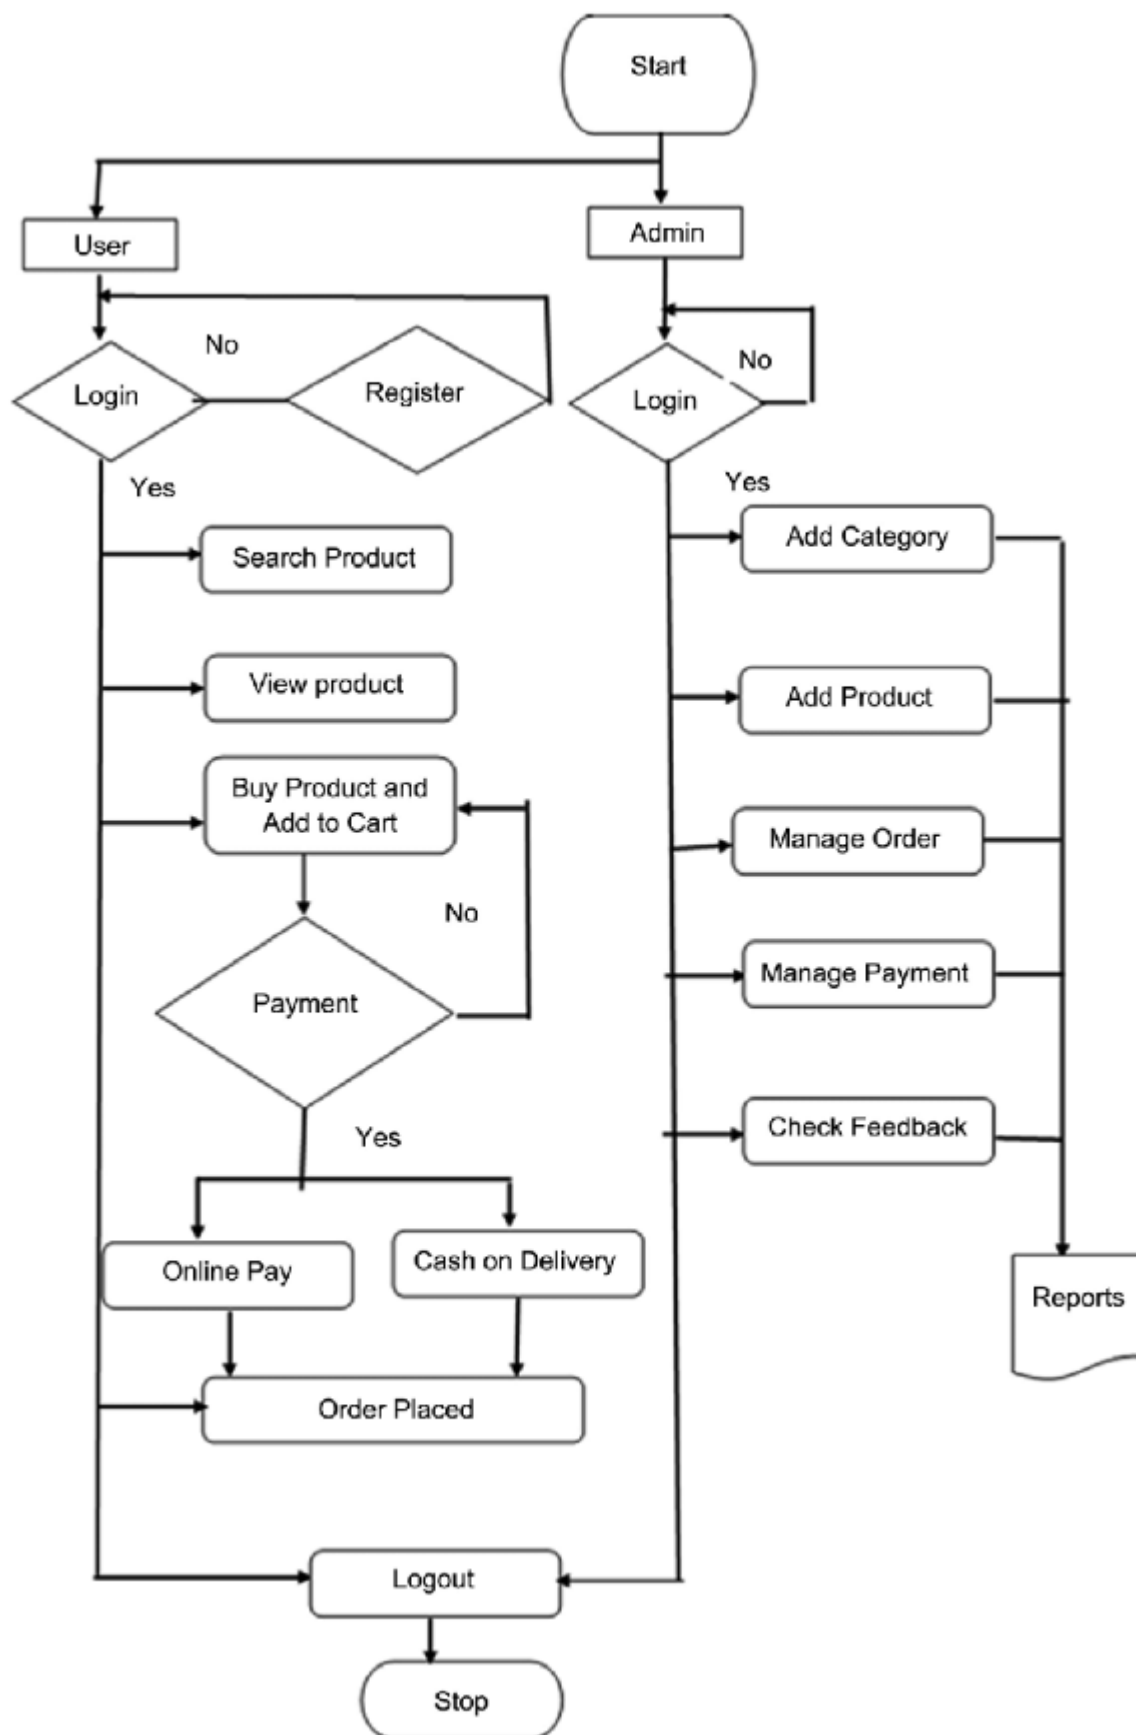 Start
User
Admin
No
Login
Register
No
Login
Yes
Yes
Search Product
Add Category
View product
Add Product
Buy Product and
Add to Cart
Manage Order
No
Payment
Manage Payment
Yes
Check Feedback
Online Pay
Cash on Delivery
Reports
Order Placed
Logout
Stop